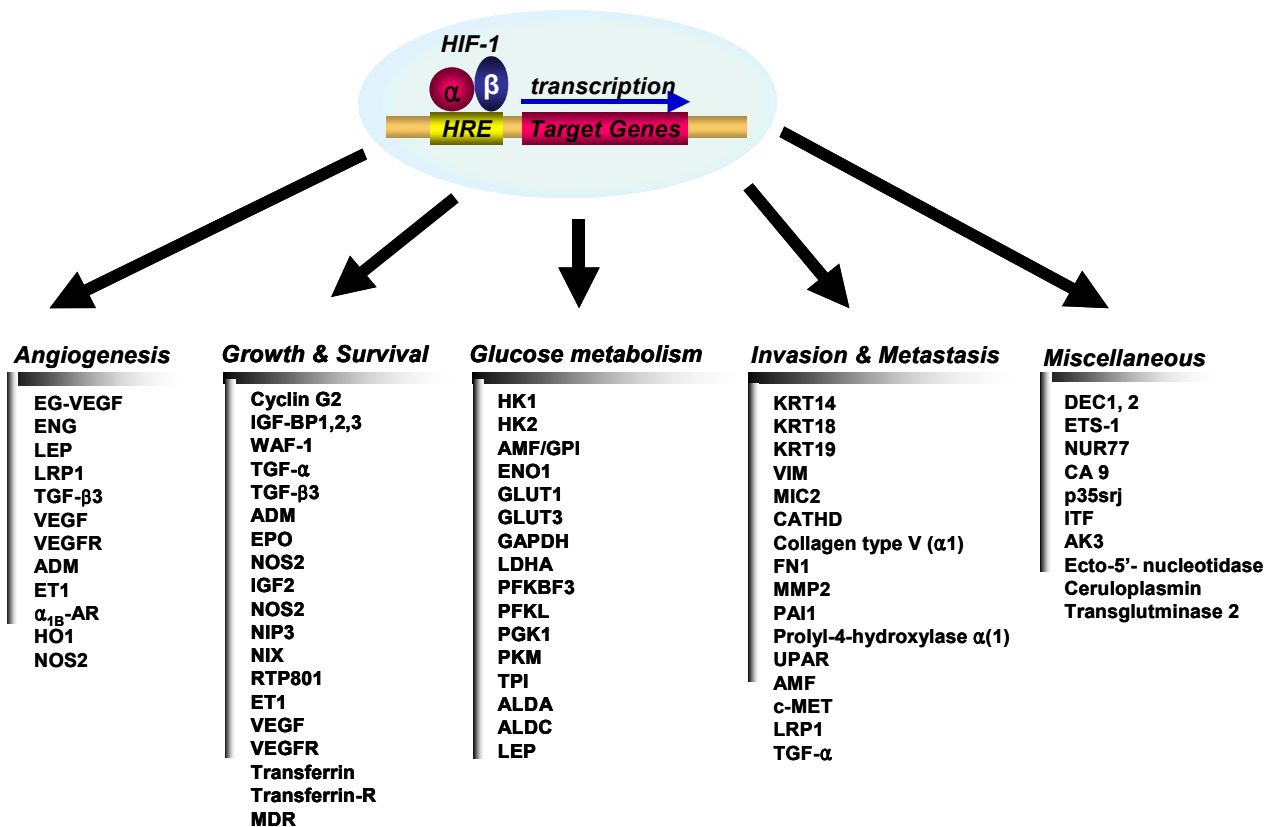 HIF-1
α
β
transcription
HRE
Target Genes
Angiogenesis
EG-VEGF
ENG
LEP
LRP1
TGF-β3
VEGF
VEGFR
ADM
ET1
α1B-AR
HO1
NOS2
Growth & Survival
Cyclin G2
IGF-BP1,2,3
WAF-1
TGF-α
TGF-β3
ADM
EPO
NOS2
IGF2
NOS2
NIP3
NIX
RTP801
ET1
VEGF
VEGFR
Transferrin
Transferrin-R
MDR
Glucose metabolism
HK1
HK2
AMF/GPI
ENO1
GLUT1
GLUT3
GAPDH
LDHA
PFKBF3
PFKL
PGK1
PKM
TPI
ALDA
ALDC
LEP
Invasion & Metastasis
KRT14
KRT18
KRT19
VIM
MIC2
CATHD
Collagen type V (α1)
FN1
MMP2
PAI1
Prolyl-4-hydroxylase α(1)
UPAR
AMF
c-MET
LRP1
TGF-α
Miscellaneous
DEC1, 2
ETS-1
NUR77
CA 9
p35srj
ITF
AK3
Ecto-5'- nucleotidase
Ceruloplasmin
Transglutminase 2